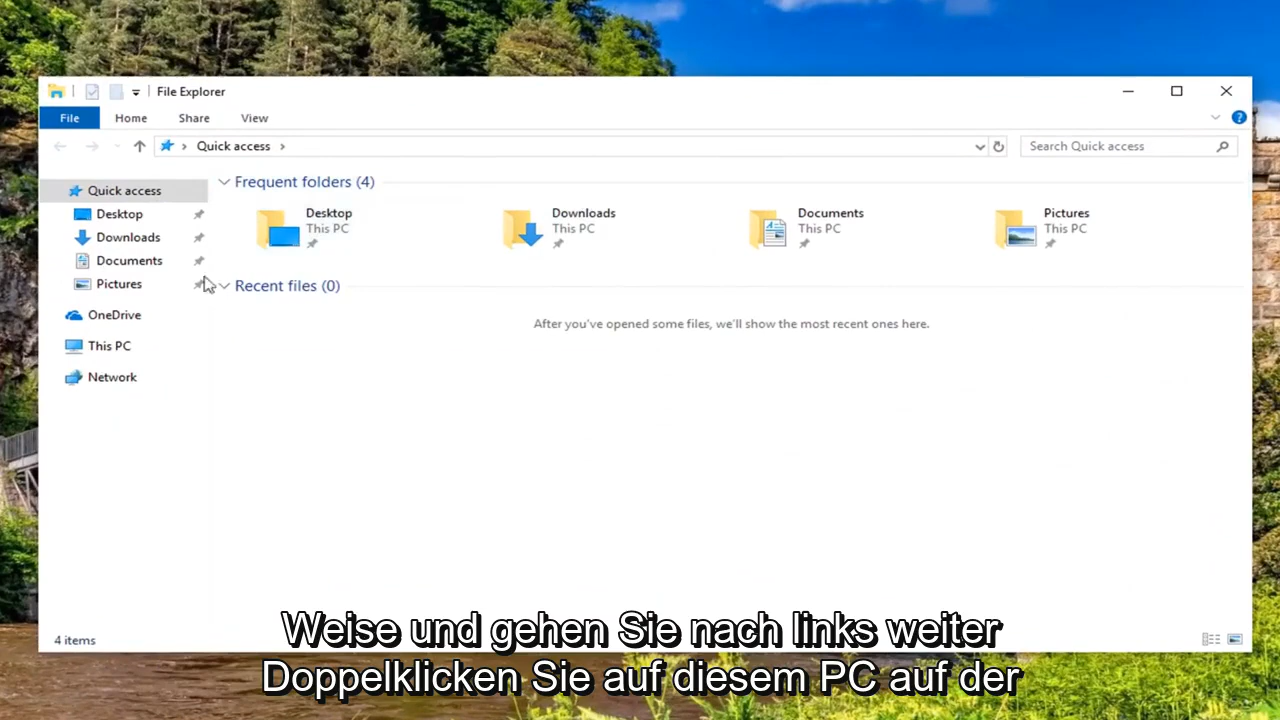 File Explorer
File Home Share View
Quick access
Search Quick access
Quick access
Desktop
Downloads
Documents
Pictures
OneDrive
This PC
Network
Frequent folders (4)
Desktop
This PC
Downloads
This PC
Documents
This PC
Pictures
This PC
Recent files (0)
After you've opened some files, we'll show the most recent ones here.
4 items
Weise und gehen Sie nach links weiter
Doppelklicken Sie auf diesem PC auf der